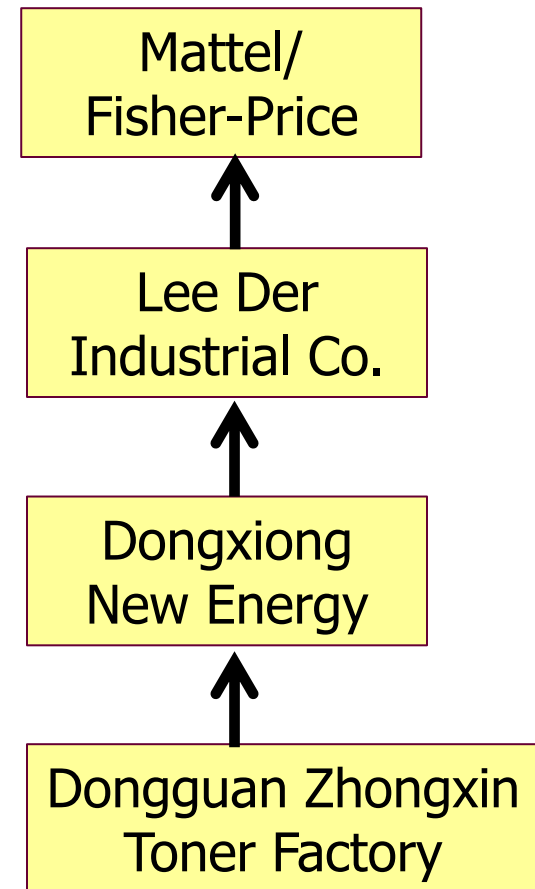 Mattel/
Fisher-Price
Lee Der
Industrial Co.
Dongxiong
New Energy
Dongguan Zhongxin
Toner Factory